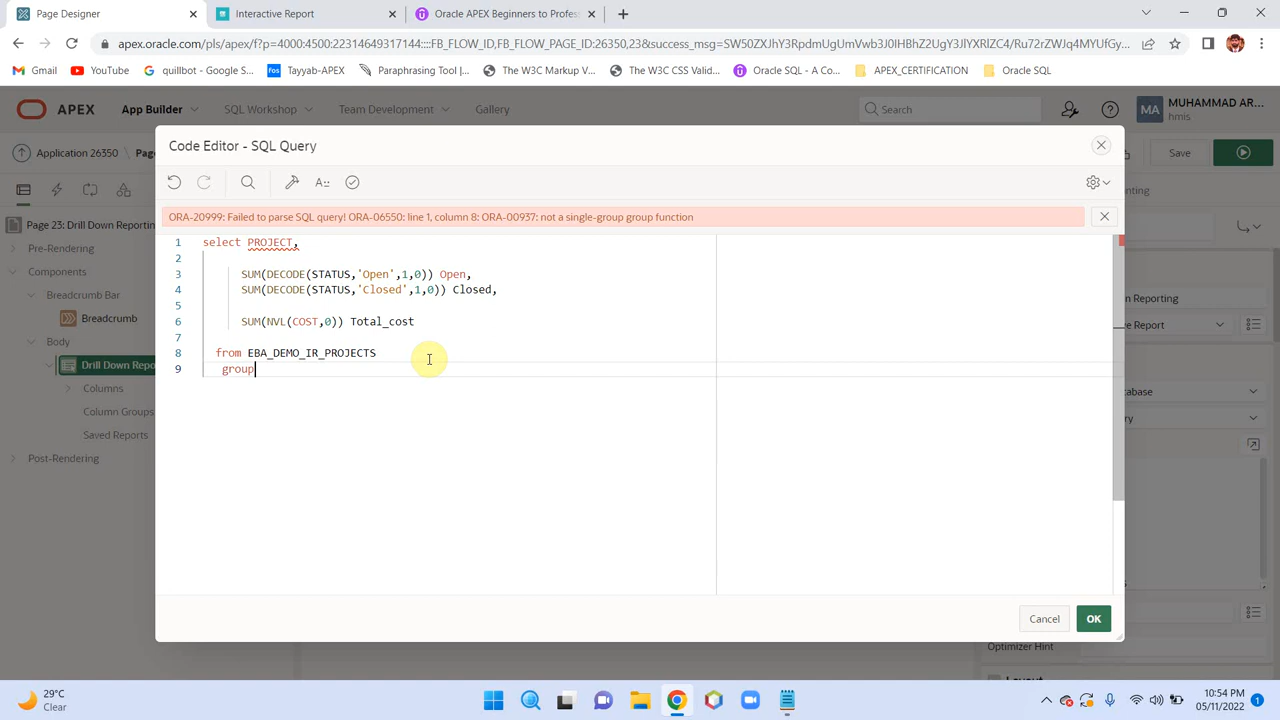 Page Designer
Interactive Report
Oracle APEX Beginners to Profes
apex.oracle.com/pls/apex/f?p=4000:4500:22314649317144::::FB_FLOW_ID,FB_FLOW_PAGE_ID:26350,23&success_msg=
Gmail
YouTube
quillbot - Google S...
Tayyab-APEX
Paraphrasing Tool |...
The W3C Markup V...
The W3C CSS Valid...
Oracle SQL - A Co...
APEX_CERTIFICATION
Oracle SQL
APEX
App Builder
SQL Workshop
Team Development
Gallery
Search
MA
MUHAMMAD AR...
hmis
Application 26350
Pag
Save
Code Editor - SQL Query
ORA-20999: Failed to parse SQL query! ORA-06550: line 1, column 8: ORA-00937: not a single-group group function
1 select PROJECT,
2
3 SUM(DECODE(STATUS,'Open',1,0)) Open,
4 SUM(DECODE(STATUS,'Closed',1,0)) Closed,
5
6 SUM(NVL(COST,0)) Total_cost
7
8 from EBA_DEMO_IR_PROJECTS
9 group
Cancel
OK
Page 23: Drill Down Reporting
Pre-Rendering
Components
Breadcrumb Bar
Breadcrumb
Body
Drill Down Repo
Columns
Column Groups
Saved Reports
Post-Rendering
Optimizer Hint
Layout
29°C
Clear
10:54 PM
05/11/2022
1